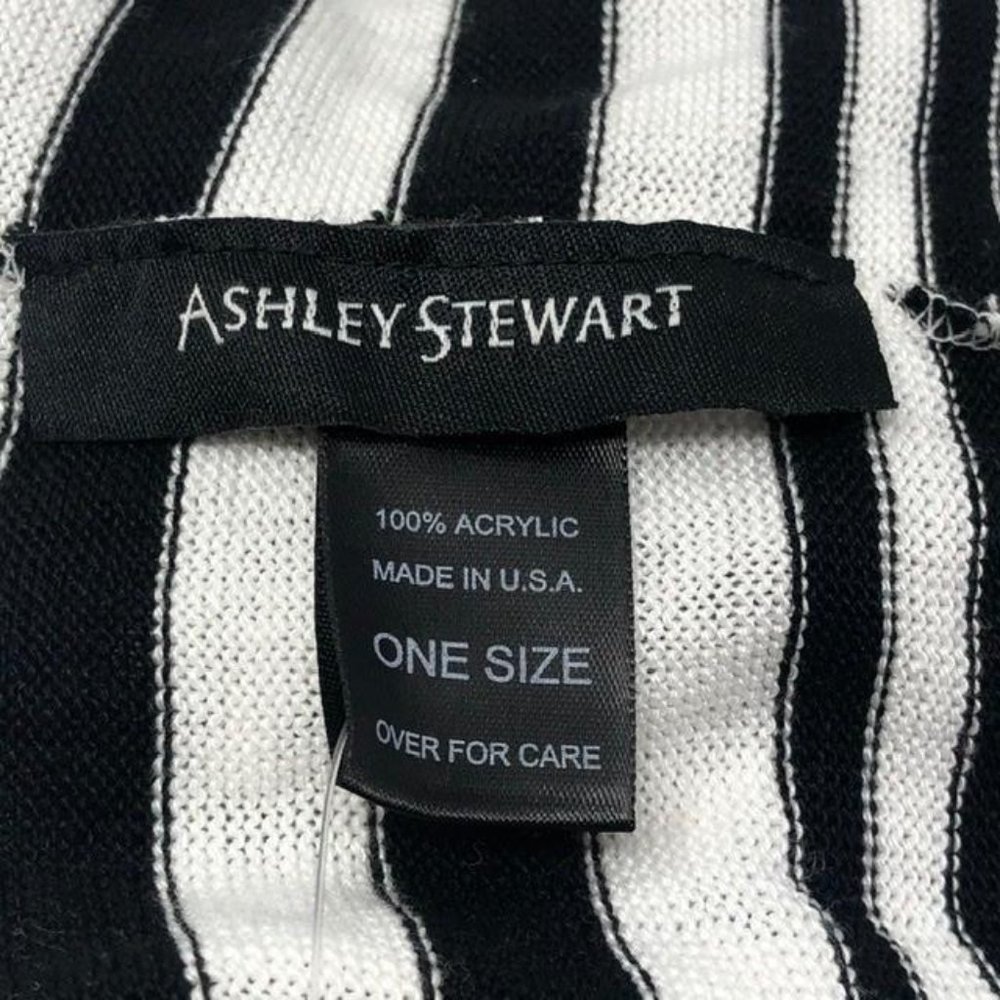 ASHLEY STEWART
100% ACRYLIC
MADE IN U.S.A.
ONE SIZE
OVER FOR CARE